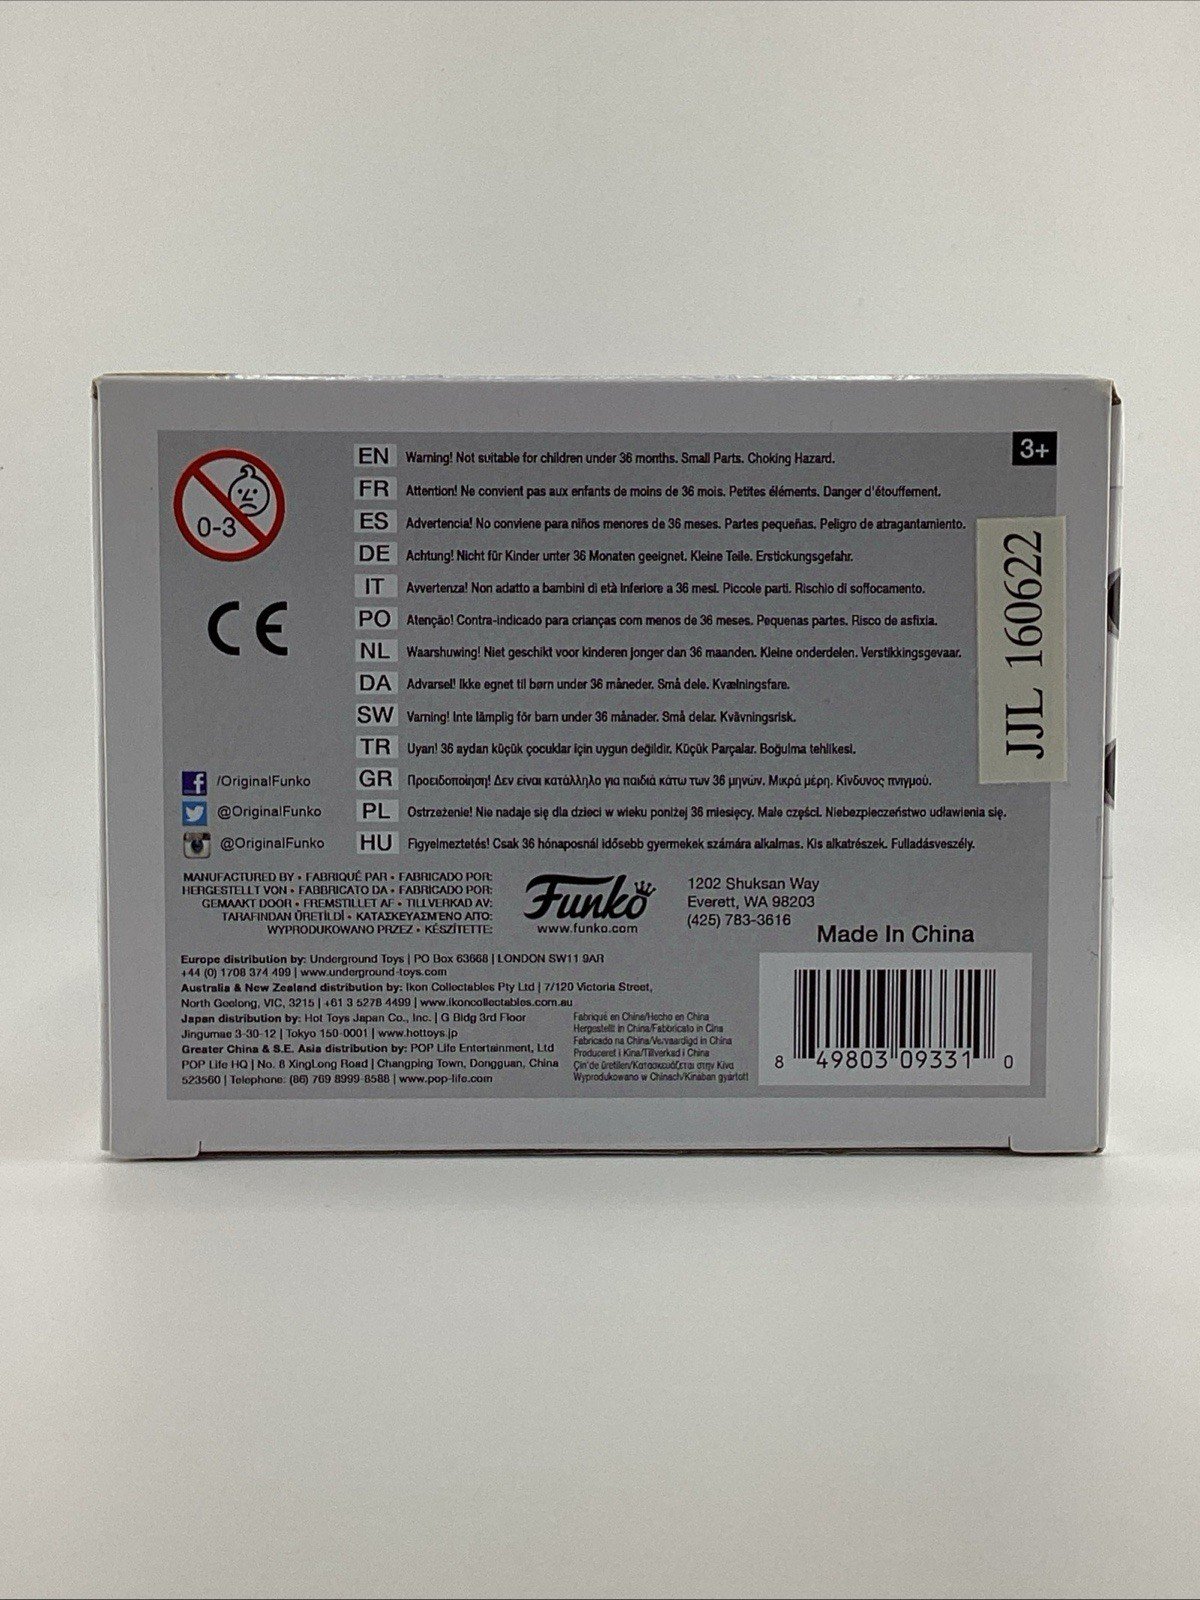 3+
0-3
CE
EN Warning! Not suitable for children under 36 months. Small Parts. Choking Hazard.
FR Attention! Ne convient pas aux enfants de moins de 36 mois. Petites éléments. Danger d'étouffement.
ES Advertencia! No conviene para niños menores de 36 meses. Partes pequeñas. Peligro de atragantamiento.
DE Achtung! Nicht für Kinder unter 36 Monaten geeignet. Kleine Teile. Erstickungsgefahr.
IT Avvertenza! Non adatto a bambini di età inferiore a 36 mesi. Piccole parti. Rischio di soffocamento.
PO Atenção! Contra-indicado para crianças com menos de 36 meses. Pequenas partes. Risco de asfixia.
NL Waarshuwing! Niet geschikt voor kinderen jonger dan 36 maanden. Kleine onderdelen. Verstikkingsgevaar.
DA Advarsel! Ikke egnet til børn under 36 måneder. Små dele. Kvælningsfare.
SW Varning! Inte lämplig för barn under 36 månader. Små delar. Kvävningsrisk.
TR Uyarı! 36 aydan küçük çocuklar için uygun değildir. Küçük Parçalar. Boğulma tehlikesi.
GR Προειδοποίηση! Δεν είναι κατάλληλο για παιδιά κάτω των 36 μηνών. Μικρά μέρη. Κίνδυνος πνιγμού.
PL Ostrzeżenie! Nie nadaje się dla dzieci w wieku poniżej 36 miesięcy. Małe części. Niebezpieczeństwo udławienia się.
HU Figyelmeztetés! Csak 36 hónaposnál idősebb gyermekek számára alkalmas. Kis alkatrészek. Fulladásveszély.
JJL 160622
/OriginalFunko
@OriginalFunko
@OriginalFunko
MANUFACTURED BY • FABRIQUÉ PAR • FABRICADO POR:
HERGESTELLT VON • FABBRICATO DA • FABRICADO POR:
GEMAAKT DOOR • FREMSTILLET AF • TILLVERKAD AV:
TARAFINDAN ÜRETİLDİ • ΚΑΤΑΣΚΕΥΑΣΜΕΝΟ ΑΠΟ:
WYPRODUKOWANO PRZEZ • KÉSZÍTETTE:
Funko
www.funko.com
1202 Shuksan Way
Everett, WA 98203
(425) 783-3616
Made In China
Europe distribution by: Underground Toys | PO Box 63668 | LONDON SW11 9AR
+44 (0) 1708 374 499 | www.underground-toys.com
Australia & New Zealand distribution by: Ikon Collectables Pty Ltd | 7/120 Victoria Street,
North Geelong, VIC, 3215 | +61 3 5278 4499 | www.ikoncollectables.com.au
Japan distribution by: Hot Toys Japan Co., Inc. | G Bldg 3rd Floor
Jingumae 3-30-12 | Tokyo 150-0001 | www.hottoys.jp
Greater China & S.E. Asia distribution by: POP Life Entertainment, Ltd
POP Life HQ | No. 8 XingLong Road | Changping Town, Dongguan, China
523560 | Telephone: (86) 769 8999 6588 | www.pop-life.com
Fabriqué en China/Hecho en China
Hergestellt in China/Fabbricato in Cina
Fabricado na China/Vervaardigd in China
Produceret i Kina/Tillverkad i China
Çin'de üretilen/Κατασκευάζεται στην Κίνα
Wyprodukowano w Chinach/Kínában gyártott
8 49803 09331 0